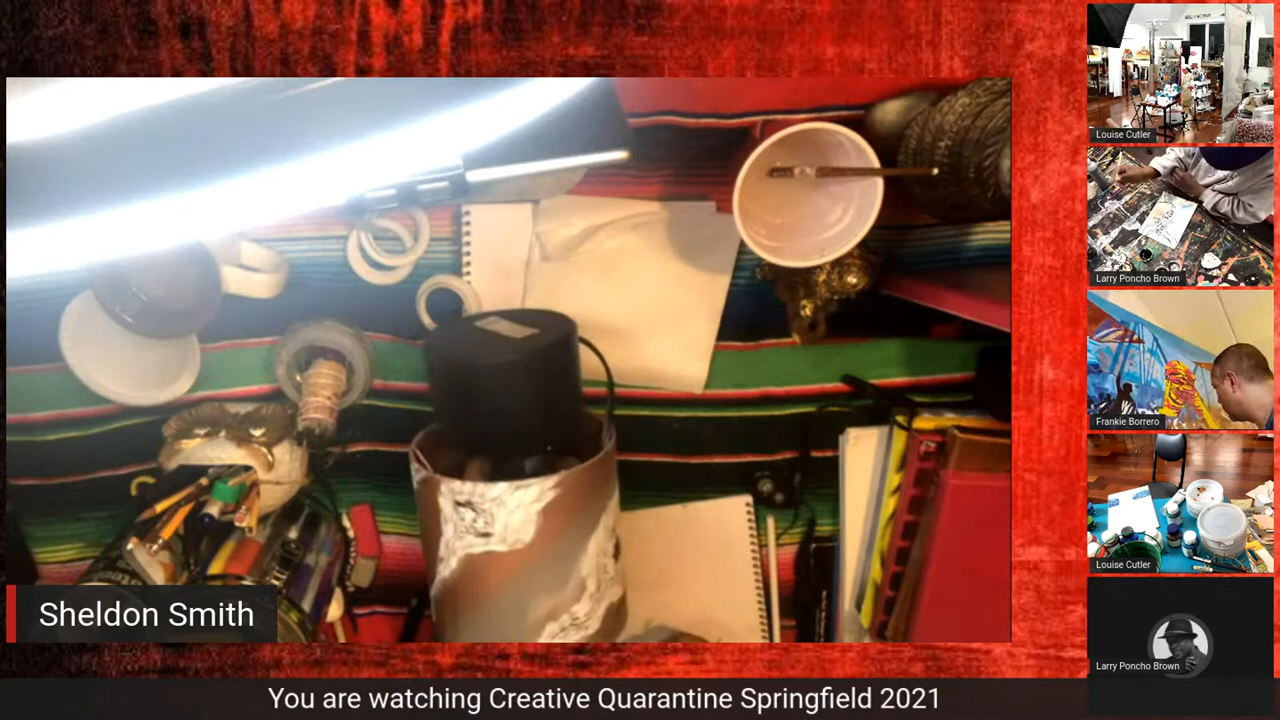 Louise Cutler
Larry Poncho Brown
Frankie Borrero
Louise Cutler
Larry Poncho Brown
Sheldon Smith
You are watching Creative Quarantine Springfield 2021